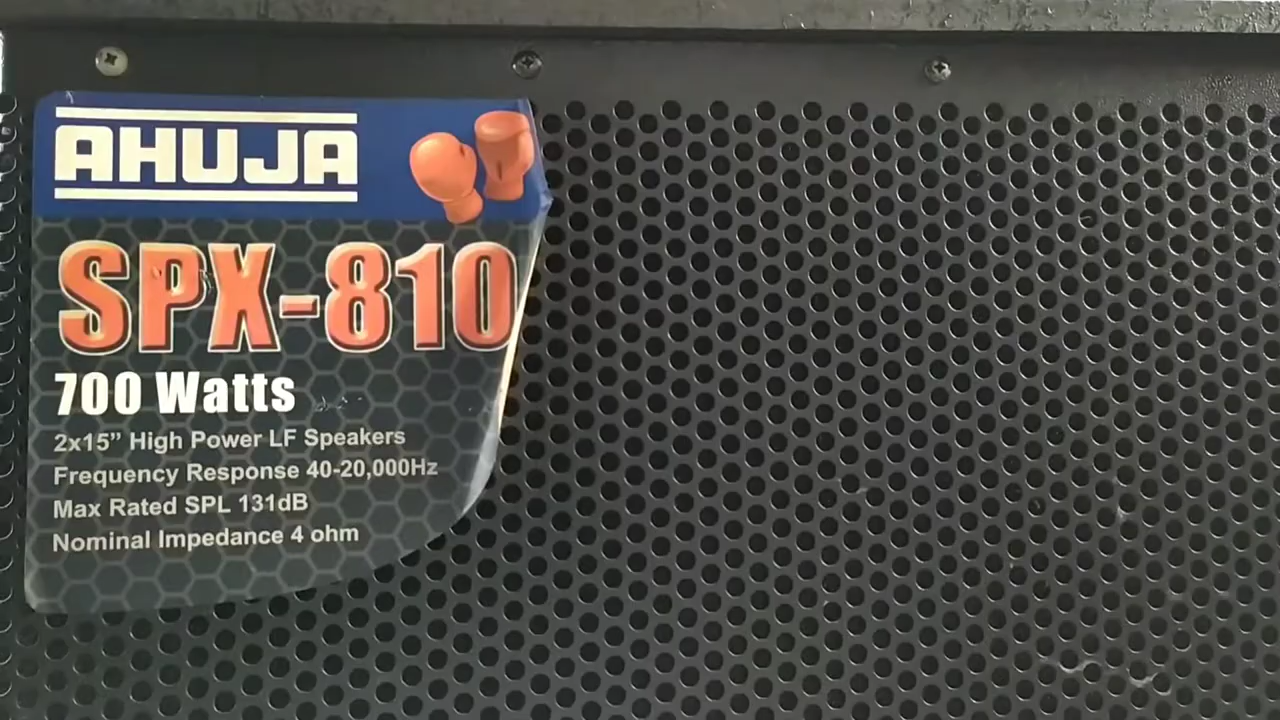 AHUJA
SPX-810
700 Watts
2x15” High Power LF Speakers
Frequency Response 40-20,000Hz
Max Rated SPL 131dB
Nominal Impedance 4 ohm